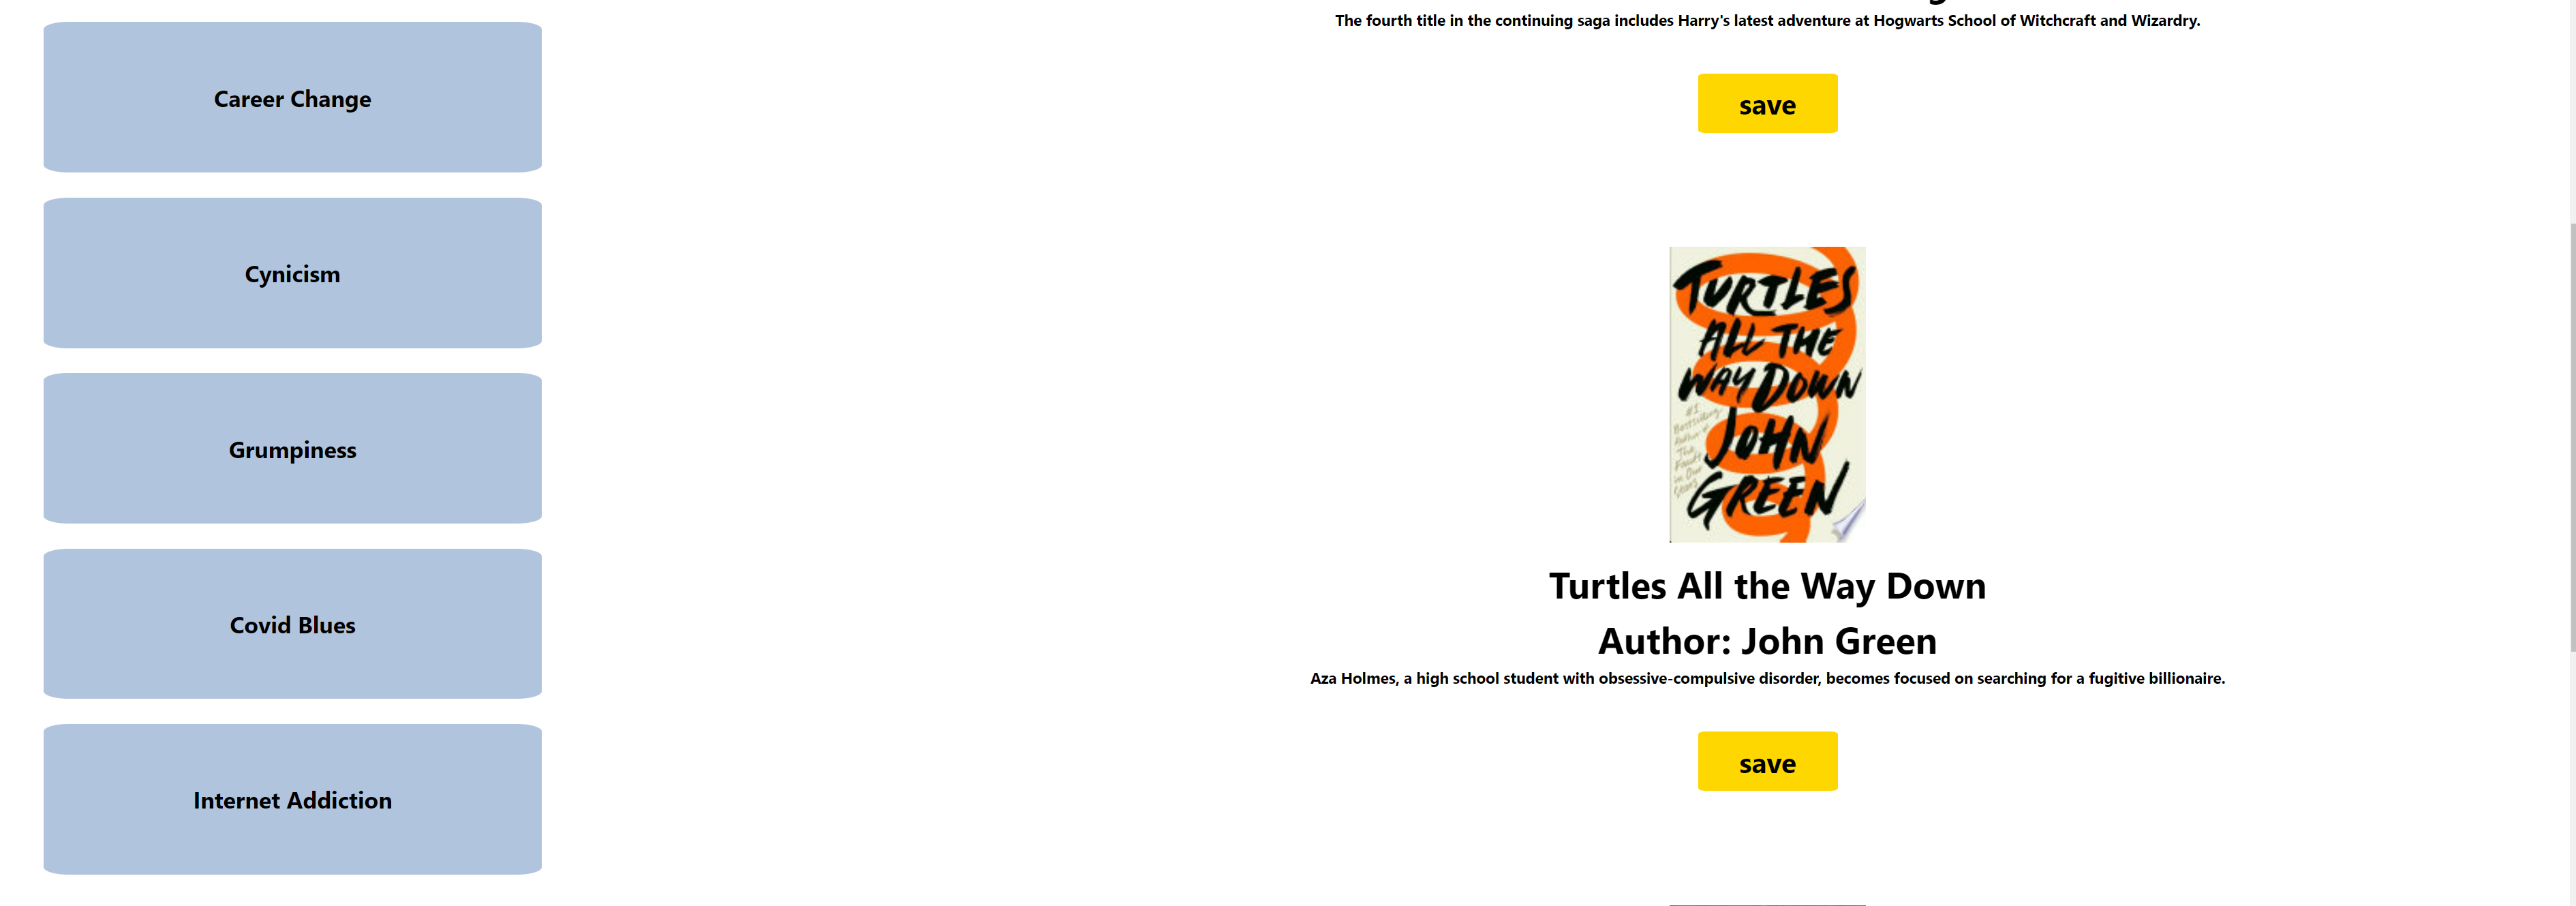 Career Change
Cynicism
Grumpiness
Covid Blues
Internet Addiction
The fourth title in the continuing saga includes Harry's latest adventure at Hogwarts School of Witchcraft and Wizardry.
save
TURTLES
ALL THE
WAY DOWN
#1
Bestselling
Author of
The
Fault
in Our
Stars
JOHN
GREEN
Turtles All the Way Down
Author: John Green
Aza Holmes, a high school student with obsessive-compulsive disorder, becomes focused on searching for a fugitive billionaire.
save